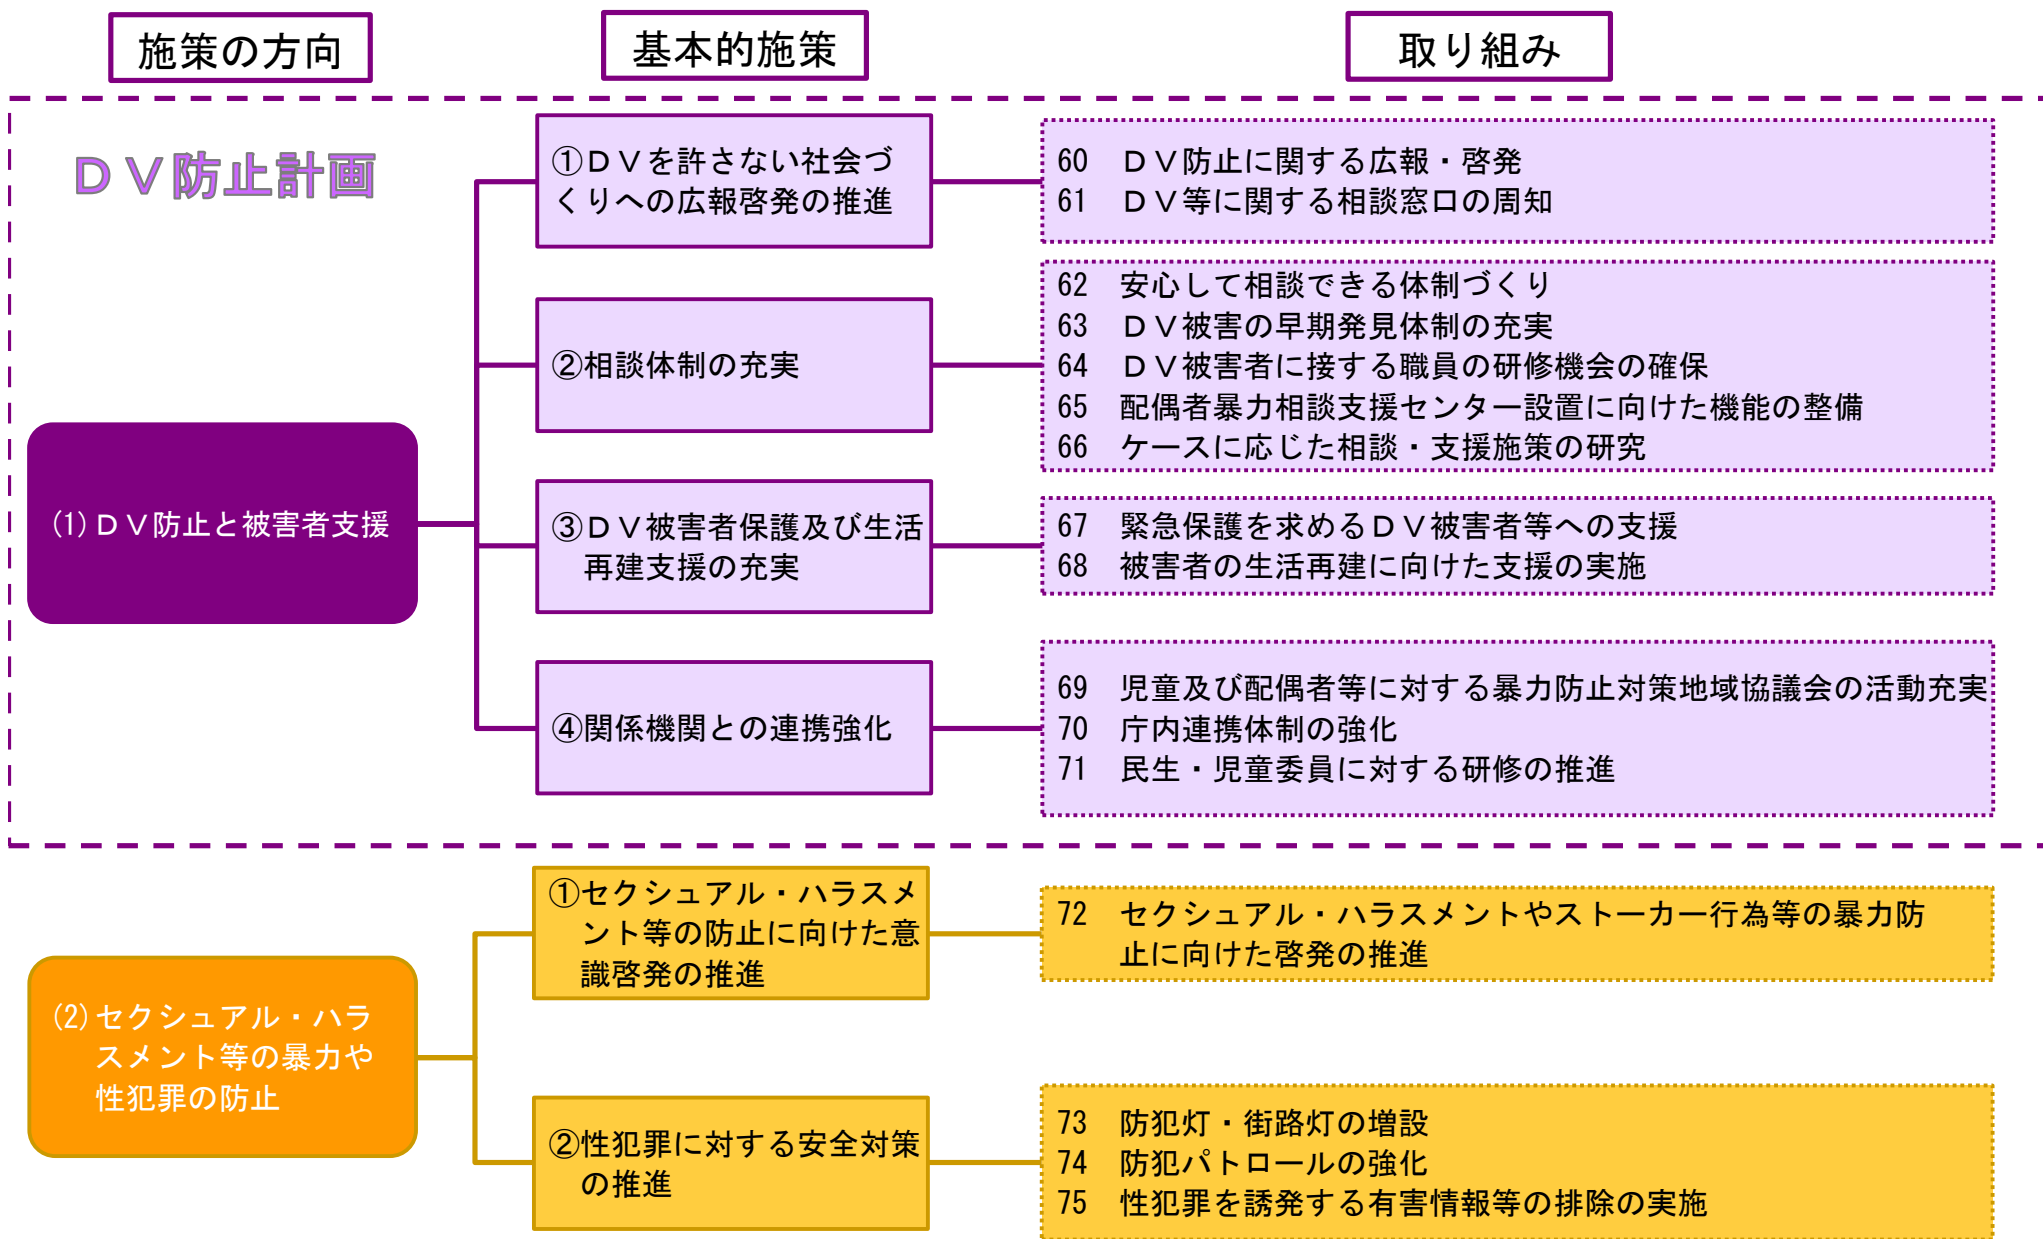 施策の方向
基本的施策
取り組み
ＤＶ防止計画
(1)ＤＶ防止と被害者支援
①ＤＶを許さない社会づ
くりへの広報啓発の推進
60　ＤＶ防止に関する広報・啓発
61　ＤＶ等に関する相談窓口の周知
②相談体制の充実
62　安心して相談できる体制づくり
63　ＤＶ被害の早期発見体制の充実
64　ＤＶ被害者に接する職員の研修機会の確保
65　配偶者暴力相談支援センター設置に向けた機能の整備
66　ケースに応じた相談・支援施策の研究
③ＤＶ被害者保護及び生活
再建支援の充実
67　緊急保護を求めるＤＶ被害者等への支援
68　被害者の生活再建に向けた支援の実施
④関係機関との連携強化
69　児童及び配偶者等に対する暴力防止対策地域協議会の活動充実
70　庁内連携体制の強化
71　民生・児童委員に対する研修の推進
(2)セクシュアル・ハラ
スメント等の暴力や
性犯罪の防止
①セクシュアル・ハラスメ
ント等の防止に向けた意
識啓発の推進
72　セクシュアル・ハラスメントやストーカー行為等の暴力防
止に向けた啓発の推進
②性犯罪に対する安全対策
の推進
73　防犯灯・街路灯の増設
74　防犯パトロールの強化
75　性犯罪を誘発する有害情報等の排除の実施